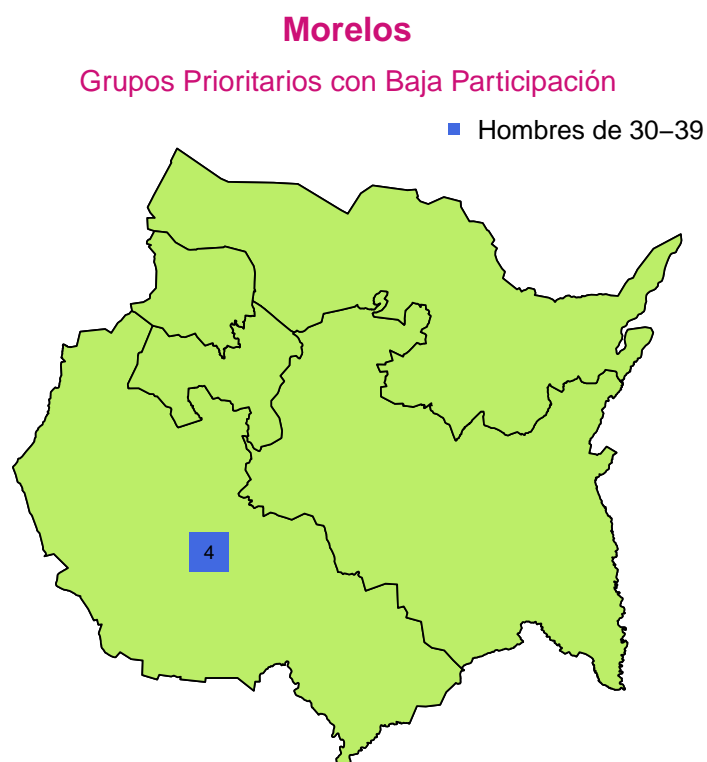 Morelos
Grupos Prioritarios con Baja Participación
Hombres de 30−39
4